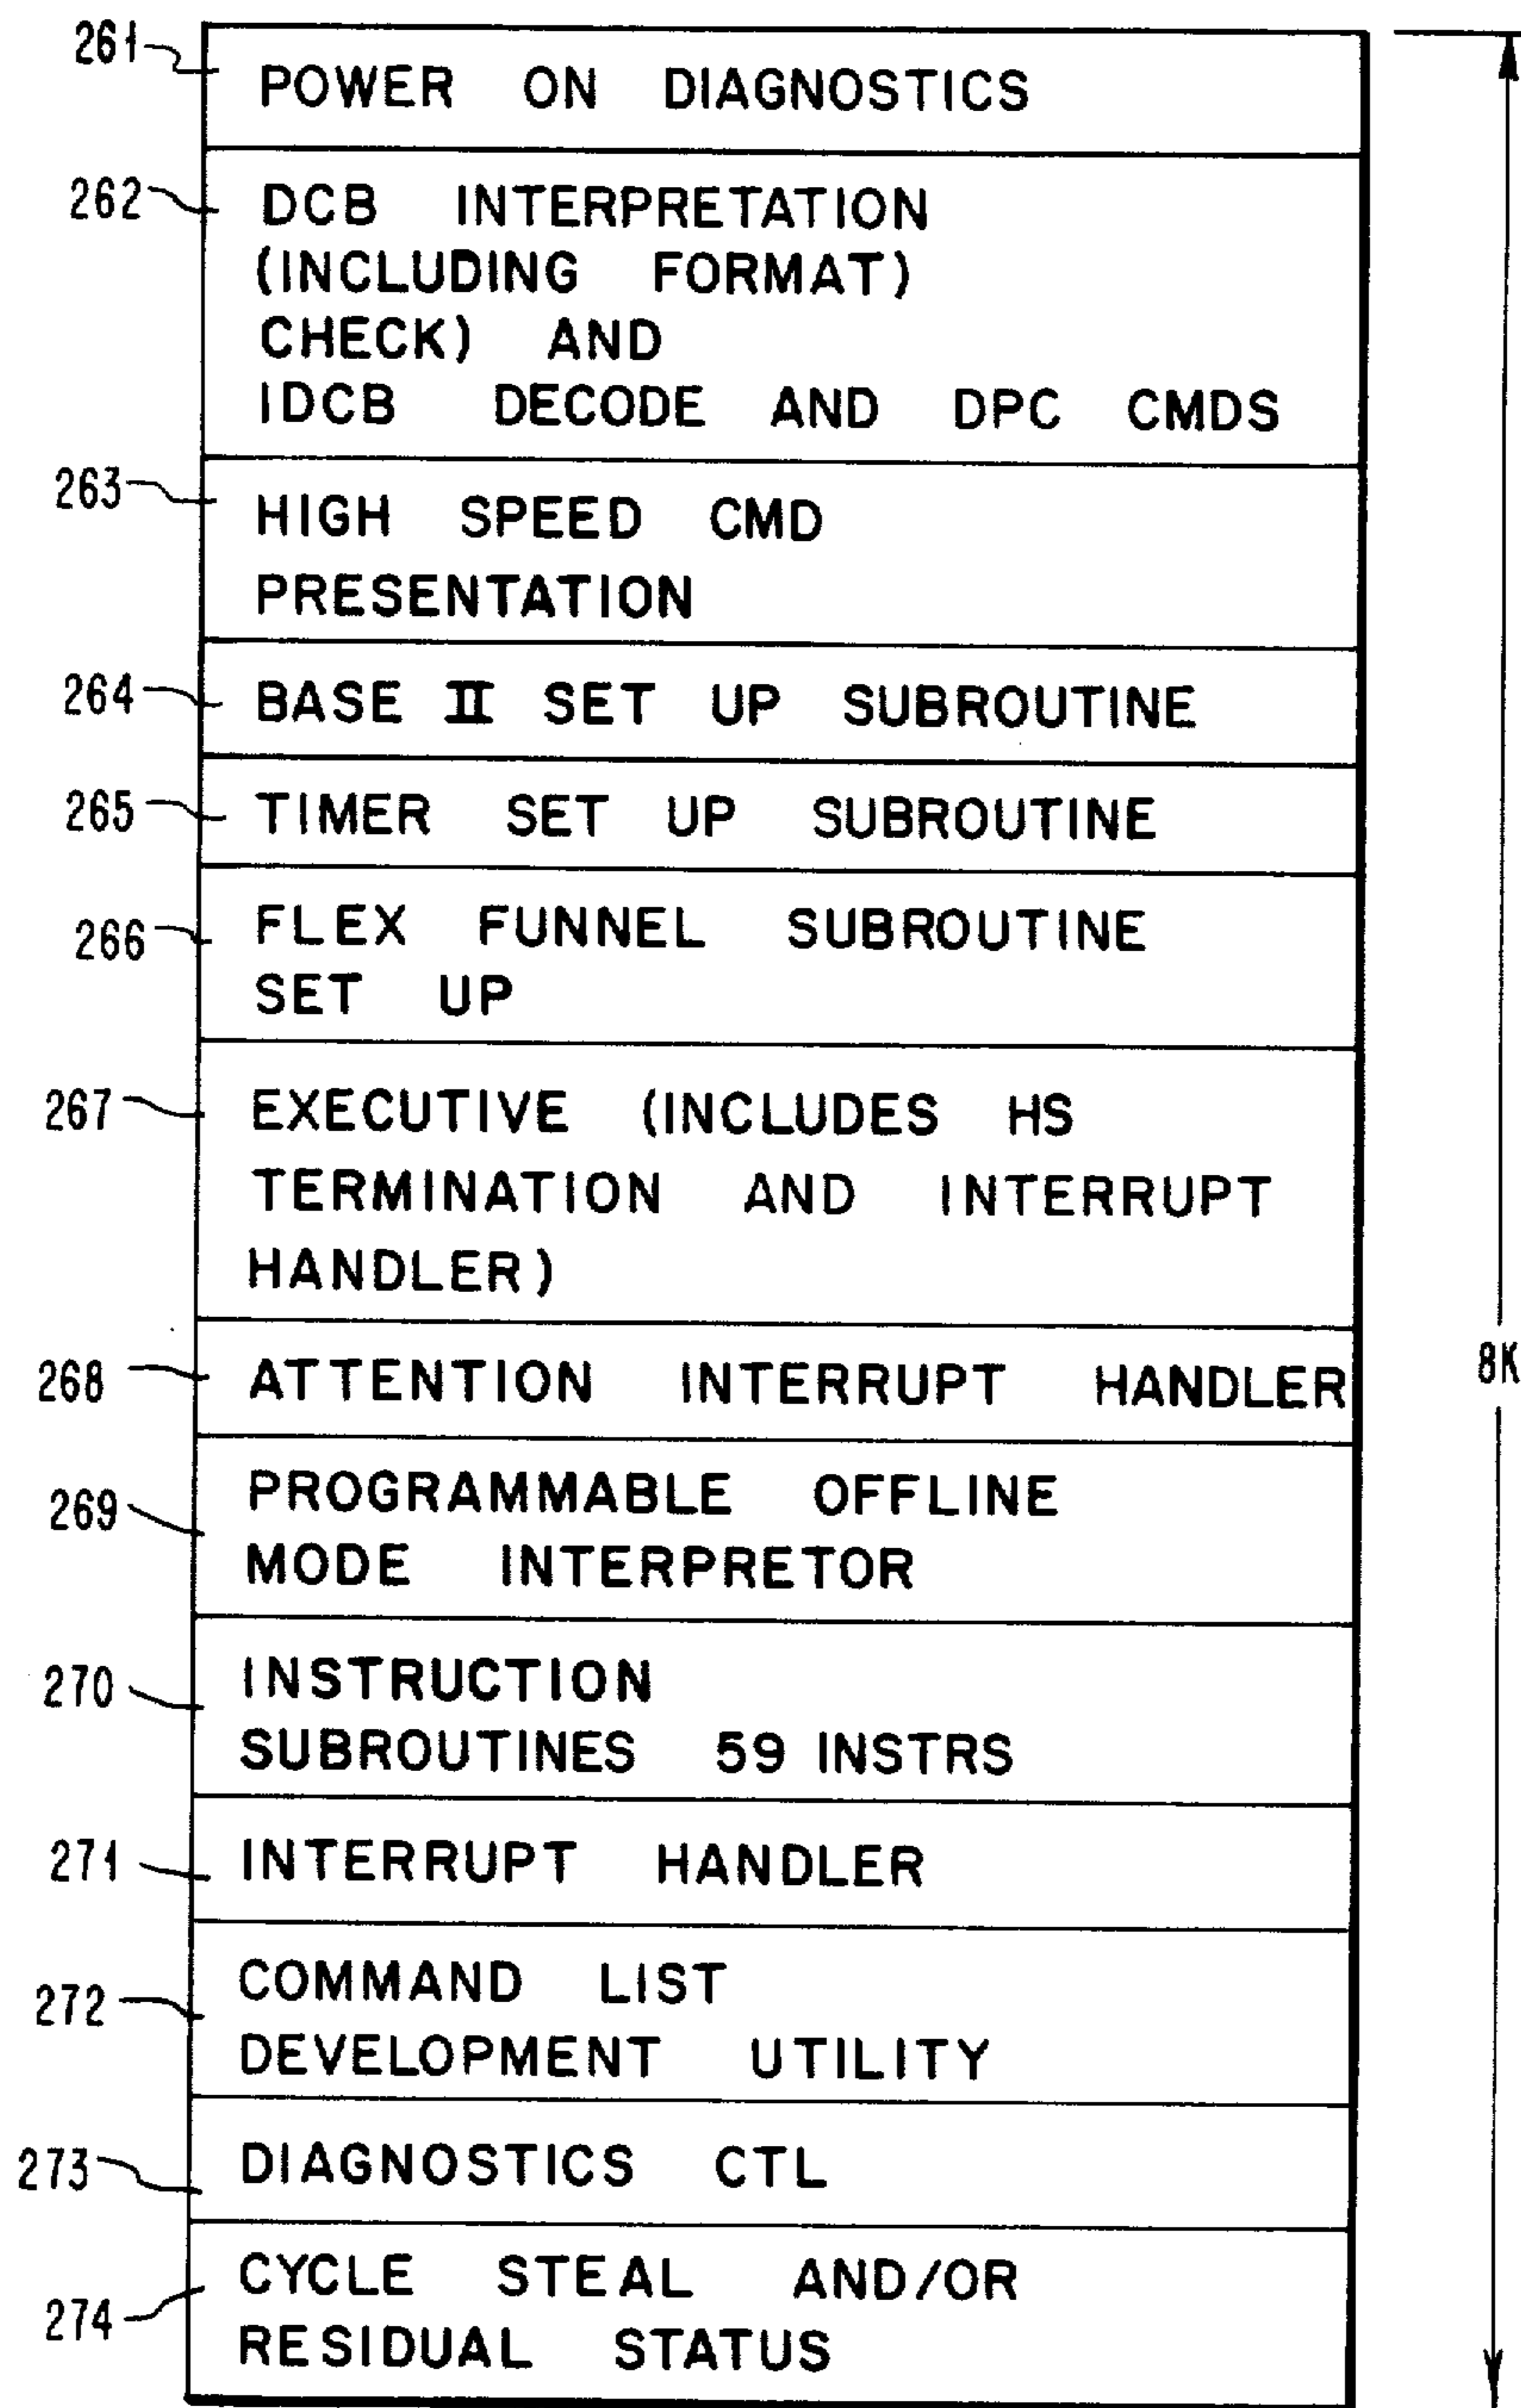 261
POWER ON DIAGNOSTICS
262
DCB INTERPRETATION
(INCLUDING FORMAT)
CHECK) AND
IDCB DECODE AND DPC CMDS
263
HIGH SPEED CMD
PRESENTATION
264
BASE II SET UP SUBROUTINE
265
TIMER SET UP SUBROUTINE
266
FLEX FUNNEL SUBROUTINE
SET UP
267
EXECUTIVE (INCLUDES HS
TERMINATION AND INTERRUPT
HANDLER)
268
ATTENTION INTERRUPT HANDLER
8K
269
PROGRAMMABLE OFFLINE
MODE INTERPRETOR
270
INSTRUCTION
SUBROUTINES 59 INSTRS
271
INTERRUPT HANDLER
272
COMMAND LIST
DEVELOPMENT UTILITY
273
DIAGNOSTICS CTL
274
CYCLE STEAL AND/OR
RESIDUAL STATUS